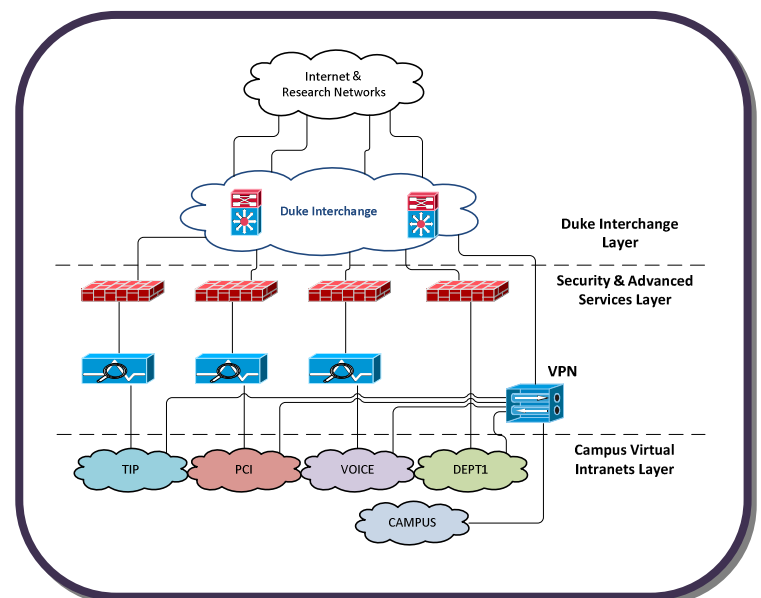 Internet &
Research Networks
Duke Interchange
Duke Interchange
Layer
Security & Advanced
Services Layer
VPN
Campus Virtual
Intranets Layer
TIP
PCI
VOICE
DEPT1
CAMPUS